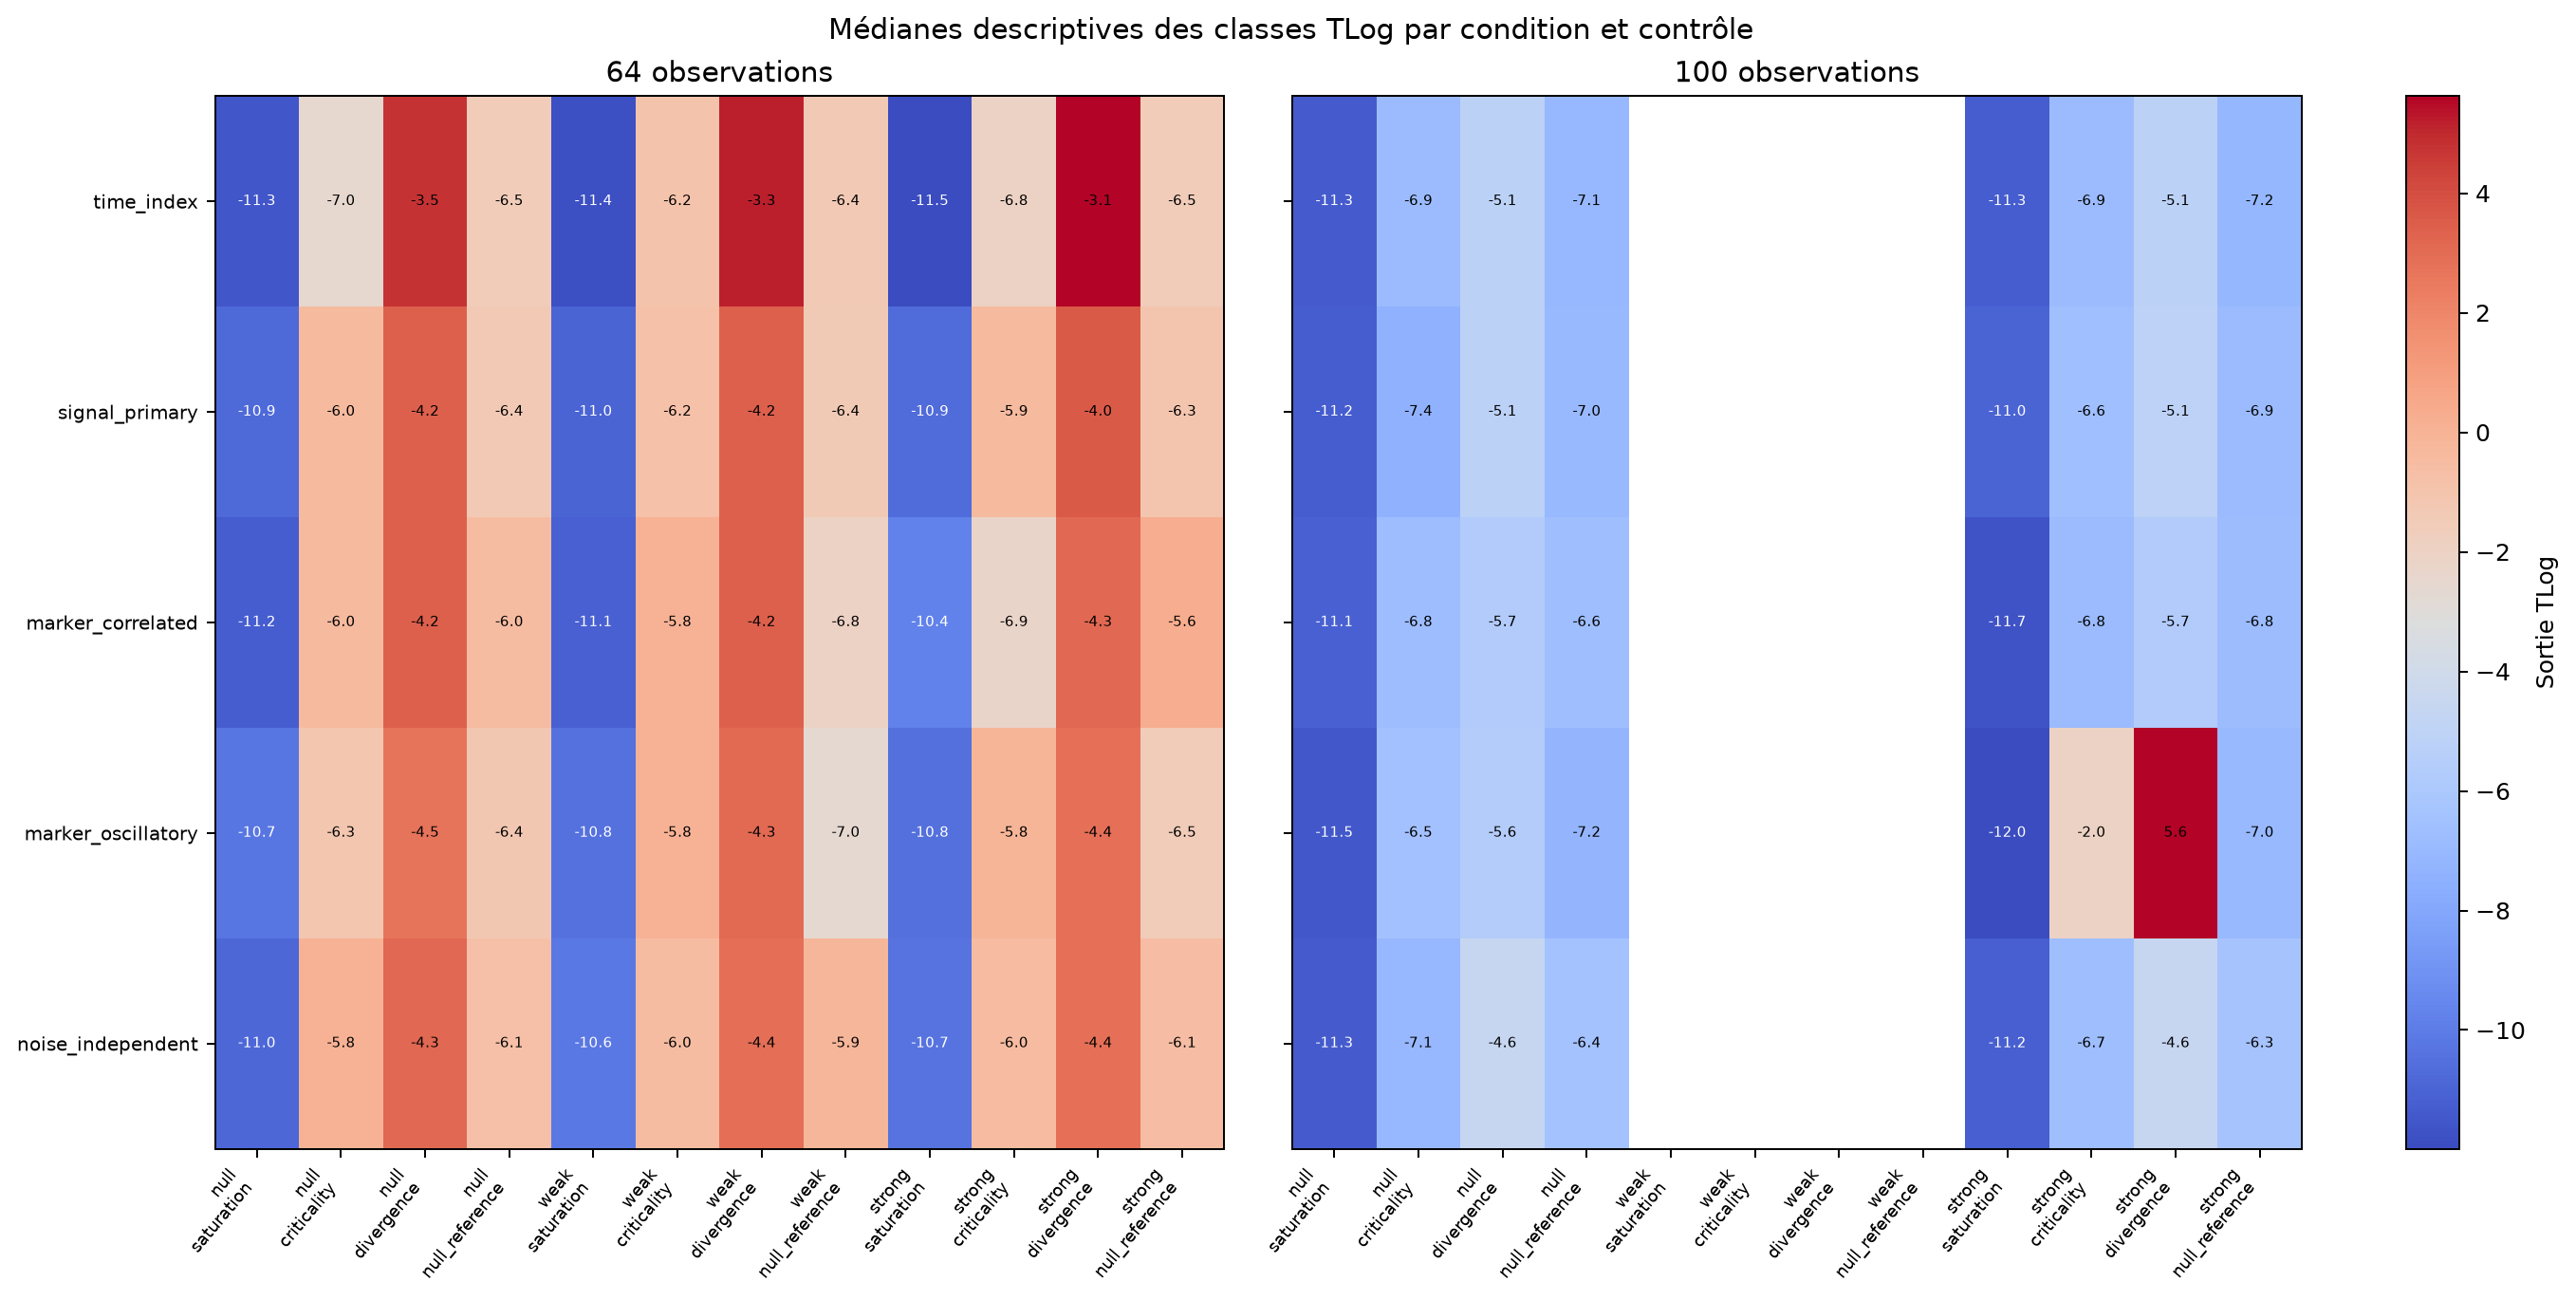 Médianes descriptives des classes TLog par condition et contrôle
64 observations
100 observations
time_index
-11.3 -7.0 -3.5 -6.5 -11.4 -6.2 -3.3 -6.4 -11.5 -6.8 -3.1 -6.5
-11.3 -6.9 -5.1 -7.1 -11.3 -6.9 -5.1 -7.2
signal_primary
-10.9 -6.0 -4.2 -6.4 -11.0 -6.2 -4.2 -6.4 -10.9 -5.9 -4.0 -6.3
-11.2 -7.4 -5.1 -7.0 -11.0 -6.6 -5.1 -6.9
marker_correlated
-11.2 -6.0 -4.2 -6.0 -11.1 -5.8 -4.2 -6.8 -10.4 -6.9 -4.3 -5.6
-11.1 -6.8 -5.7 -6.6 -11.7 -6.8 -5.7 -6.8
marker_oscillatory
-10.7 -6.3 -4.5 -6.4 -10.8 -5.8 -4.3 -7.0 -10.8 -5.8 -4.4 -6.5
-11.5 -6.5 -5.6 -7.2 -12.0 -2.0 5.6 -7.0
noise_independent
-11.0 -5.8 -4.3 -6.1 -10.6 -6.0 -4.4 -5.9 -10.7 -6.0 -4.4 -6.1
-11.3 -7.1 -4.6 -6.4 -11.2 -6.7 -4.6 -6.3
null
saturation
null
criticality
null
divergence
null
null_reference
weak
saturation
weak
criticality
weak
divergence
weak
null_reference
strong
saturation
strong
criticality
strong
divergence
strong
null_reference
null
saturation
null
criticality
null
divergence
null
null_reference
weak
saturation
weak
criticality
weak
divergence
weak
null_reference
strong
saturation
strong
criticality
strong
divergence
strong
null_reference
4
2
0
−2
−4
−6
−8
−10
Sortie TLog